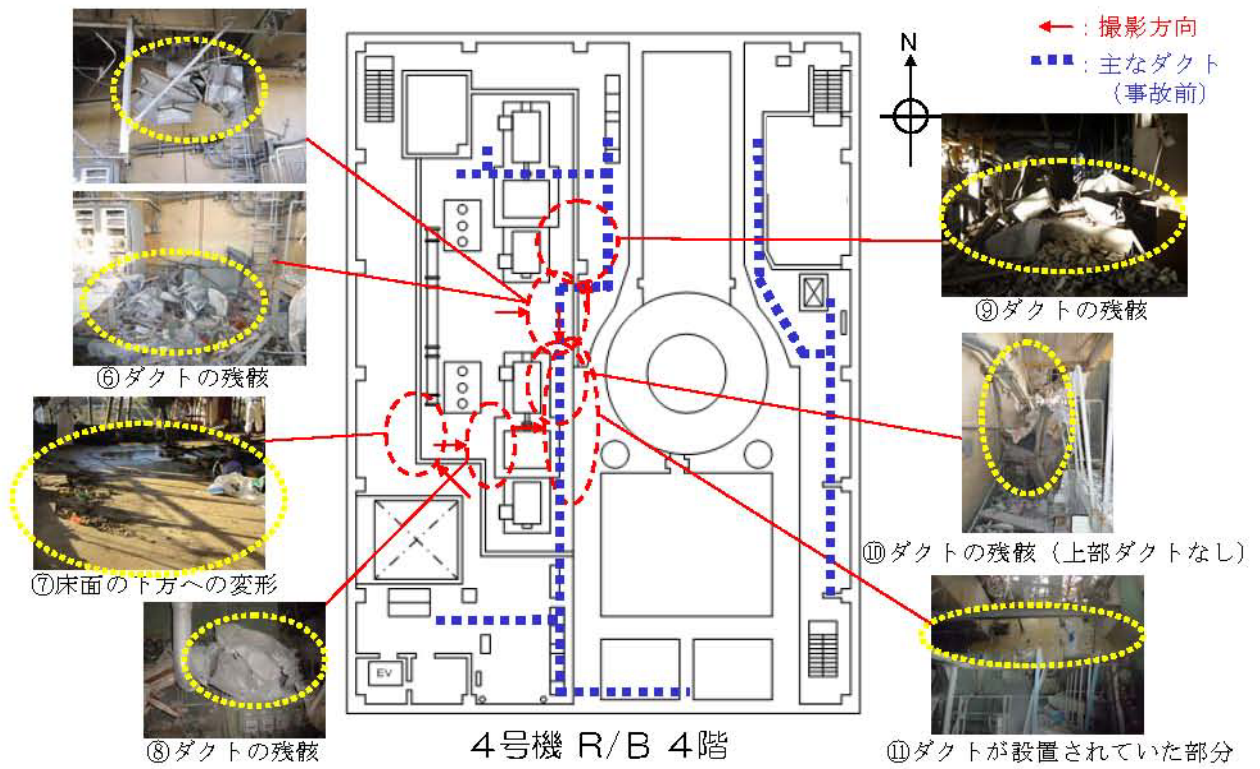 ←：撮影方向
：主なダクト
（事故前）
N
⑥ダクトの残骸
⑨ダクトの残骸
⑦床面の下方への変形
⑩ダクトの残骸（上部ダクトなし）
EV
⑧ダクトの残骸
4号機 R/B 4階
⑪ダクトが設置されていた部分